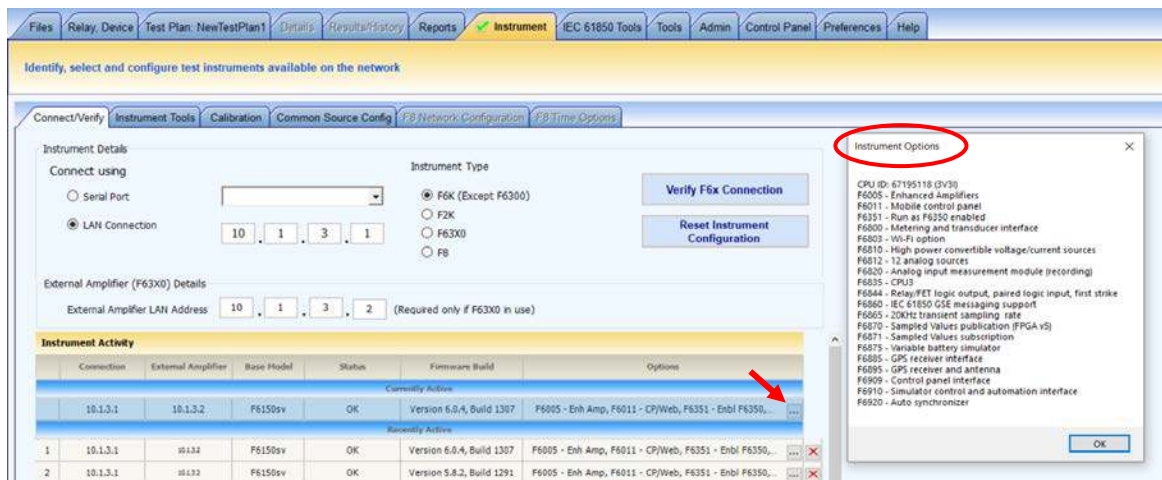 Files Relay, Device Test Plan: NewTestPlan1 Details Results/History Reports Instrument IEC 61850 Tools Tools Admin Control Panel Preferences Help
Identify, select and configure test instruments available on the network
Connect/Verify Instrument Tools Calibration Common Source Config F8 Network Configuration F8 Time Options
Instrument Details
Connect using
Serial Port
LAN Connection
10 . 1 . 3 . 1
Instrument Type
F6K (Except F6300)
F2K
F63X0
F8
Verify F6x Connection
Reset Instrument
Configuration
External Amplifier (F63X0) Details
External Amplifier LAN Address 10 . 1 . 3 . 2 (Required only if F63X0 in use)
Instrument Activity
Connection External Amplifier Base Model Status Firmware Build Options
Currently Active
10.1.3.1 10.1.3.2 F6150sv OK Version 6.0.4, Build 1307 F6005 - Enh Amp, F6011 - CP/Web, F6351 - Enbl F6350,... ...
Recently Active
1 10.1.3.1 10.1.3.2 F6150sv OK Version 6.0.4, Build 1307 F6005 - Enh Amp, F6011 - CP/Web, F6351 - Enbl F6350,... ...
2 10.1.3.1 10.1.3.2 F6150sv OK Version 5.8.2, Build 1291 F6005 - Enh Amp, F6011 - CP/Web, F6351 - Enbl F6350,... ...
Instrument Options
CPU ID: 67195118 (3V3I)
F6005 - Enhanced Amplifiers
F6011 - Mobile control panel
F6351 - Run as F6350 enabled
F6800 - Metering and transducer interface
F6803 - Wi-Fi option
F6810 - High power convertible voltage/current sources
F6812 - 12 analog sources
F6820 - Analog input measurement module (recording)
F6835 - CPU3
F6844 - Relay/FET logic output, paired logic input, first strike
F6860 - IEC 61850 GSE messaging support
F6865 - 20KHz transient sampling rate
F6870 - Sampled Values publication (FPGA v5)
F6871 - Sampled Values subscription
F6875 - Variable battery simulator
F6885 - GPS receiver interface
F6895 - GPS receiver and antenna
F6909 - Control panel interface
F6910 - Simulator control and automation interface
F6920 - Auto synchronizer
OK